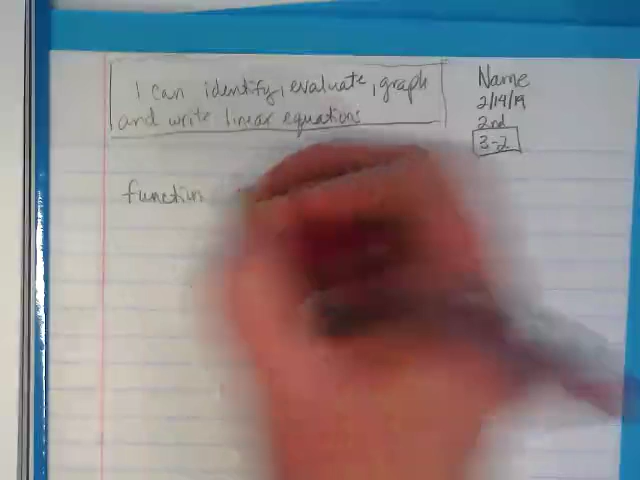 I can identify, evaluate, graph
and write linear equations
Name
2/14/19
2nd
3-2
function